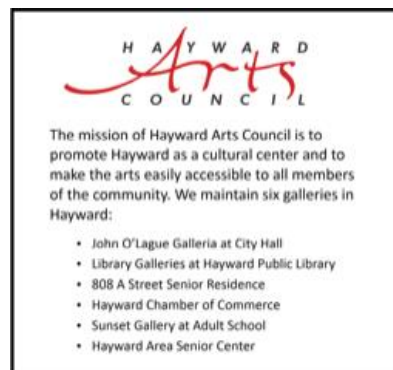 HAYWARD
Arts
COUNCIL
The mission of Hayward Arts Council is to
promote Hayward as a cultural center and to
make the arts easily accessible to all members
of the community. We maintain six galleries in
Hayward:
• John O'Lague Galleria at City Hall
• Library Galleries at Hayward Public Library
• 808 A Street Senior Residence
• Hayward Chamber of Commerce
• Sunset Gallery at Adult School
• Hayward Area Senior Center